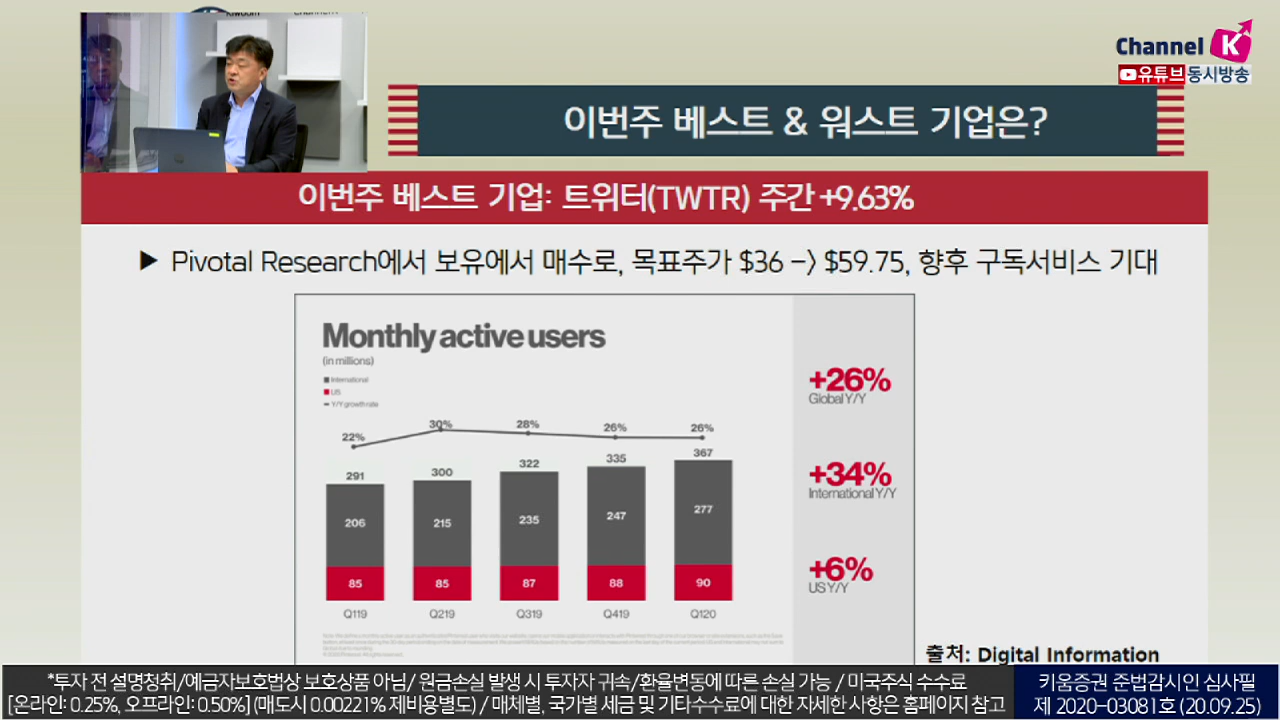 Channel K
유튜브 동시방송
이번주 베스트 & 워스트 기업은?
이번주 베스트 기업: 트위터(TWTR) 주간 +9.63%
▶ Pivotal Research에서 보유에서 매수로, 목표주가 $36 -> $59.75, 향후 구독서비스 기대
Monthly active users
(in millions)
International
US
Y/Y growth rate
22% 30% 28% 26% 26%
291 300 322 335 367
206 215 235 247 277
85 85 87 88 90
Q119 Q219 Q319 Q419 Q120
+26%
Global Y/Y
+34%
International Y/Y
+6%
US Y/Y
출처: Digital Information
*투자 전 설명청취/예금자보호법상 보호상품 아님/ 원금손실 발생 시 투자자 귀속/환율변동에 따른 손실 가능 / 미국주식 수수료
[온라인: 0.25%, 오프라인: 0.50%] (매도시 0.00221% 제비용별도) / 매체별, 국가별 세금 및 기타수수료에 대한 자세한 사항은 홈페이지 참고
키움증권 준법감시인 심사필
제 2020-03081호 (20.09.25)